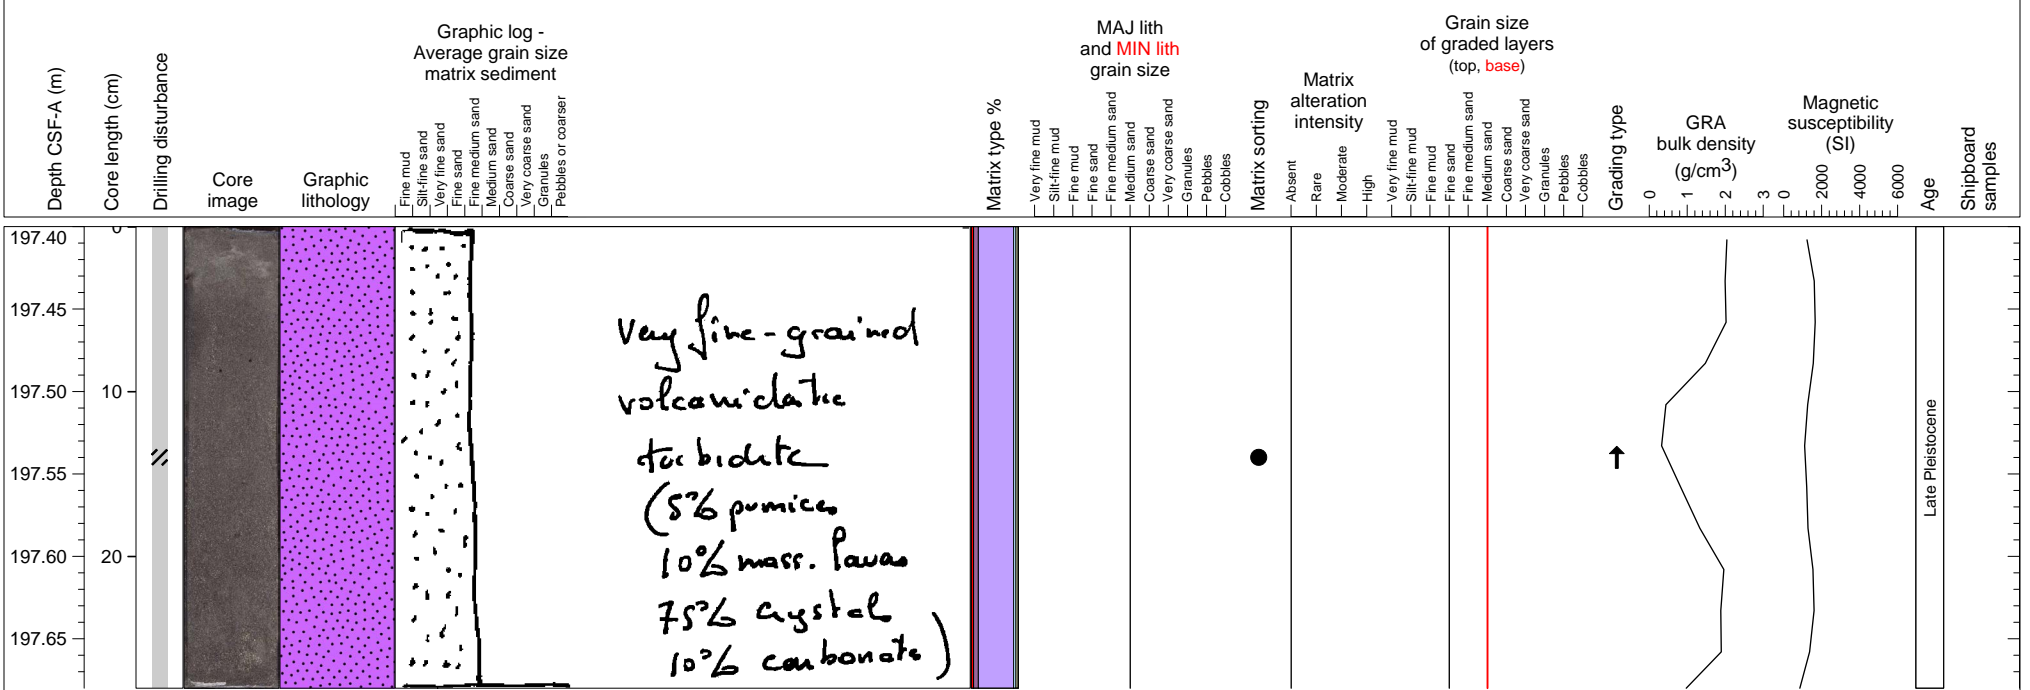 Depth CSF-A (m)
Core length (cm)
Drilling disturbance
Core
image
Graphic
lithology
Graphic log -
Average grain size
matrix sediment
Fine mud
Silt-fine sand
Very fine sand
Fine sand
Fine medium sand
Medium sand
Coarse sand
Very coarse sand
Granules
Pebbles or coarser
Matrix type %
MAJ lith
and MIN lith
grain size
Very fine mud
Silt-fine mud
Fine mud
Fine sand
Fine medium sand
Medium sand
Coarse sand
Very coarse sand
Granules
Pebbles
Cobbles
Matrix sorting
Matrix
alteration
intensity
Absent
Rare
Moderate
High
Grain size
of graded layers
(top, base)
Very fine mud
Silt-fine mud
Fine mud
Fine sand
Fine medium sand
Medium sand
Coarse sand
Very coarse sand
Granules
Pebbles
Cobbles
Grading type
GRA
bulk density
(g/cm3)
0 1 2 3
Magnetic
susceptibility
(SI)
0 2000 4000 6000
Age
Shipboard
samples
197.40 0
197.45
197.50 10
197.55
197.60 20
197.65
Very fine-grained
volcaniclastic
turbidite
(5% pumices
10% mass. lavas
75% crystal
10% carbonate)
Late Pleistocene